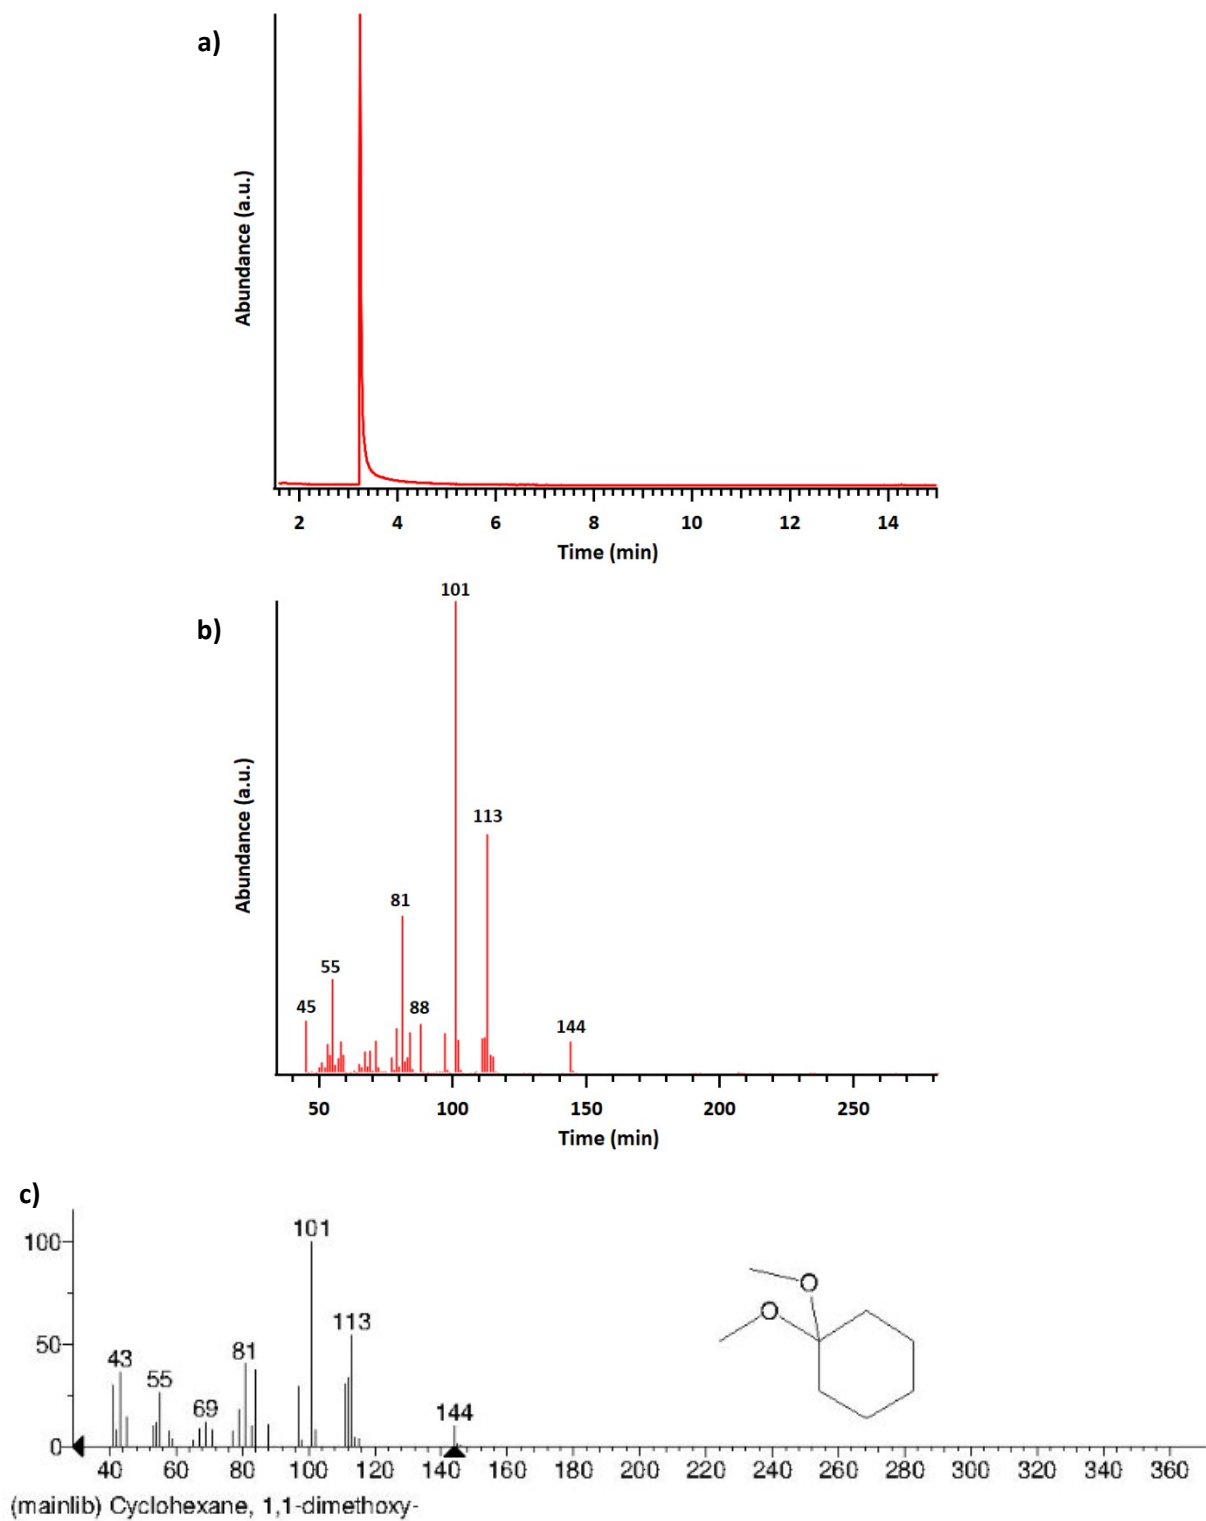 a)
Abundance (a.u.)
2 4 6 8 10 12 14
Time (min)
b)
Abundance (a.u.)
101
113
81
55
88
45
144
50 100 150 200 250
Time (min)
c)
101
100
113
50
43
81
55
69
144
0
O
O
40 60 80 100 120 140 160 180 200 220 240 260 280 300 320 340 360
(mainlib) Cyclohexane, 1,1-dimethoxy-